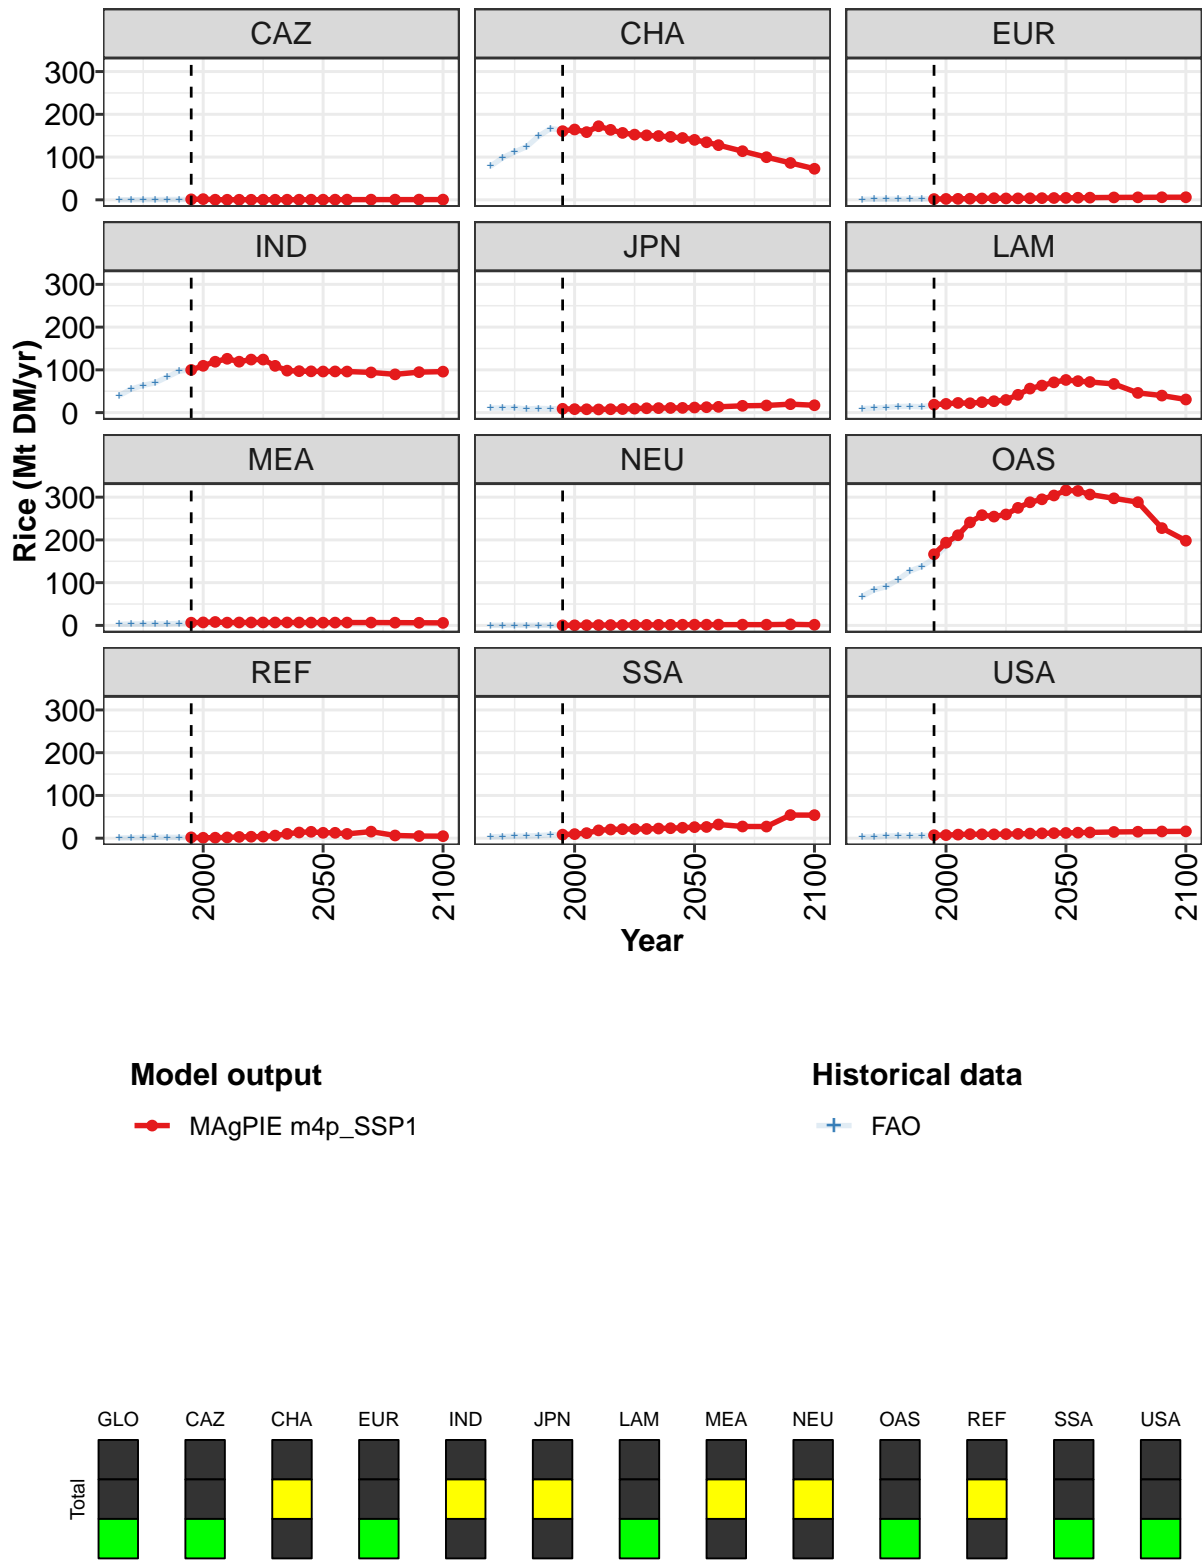 CAZ CHA EUR
300
200
100
0
IND JPN LAM
300
200
100
0
MEA NEU OAS
300
200
100
0
REF SSA USA
300
200
100
0
Rice (Mt DM/yr)
2000 2050 2100 2000 2050 2100 2000 2050 2100
Year
Model output Historical data
MAgPIE m4p_SSP1 FAO
GLO CAZ CHA EUR IND JPN LAM MEA NEU OAS REF SSA USA
Total